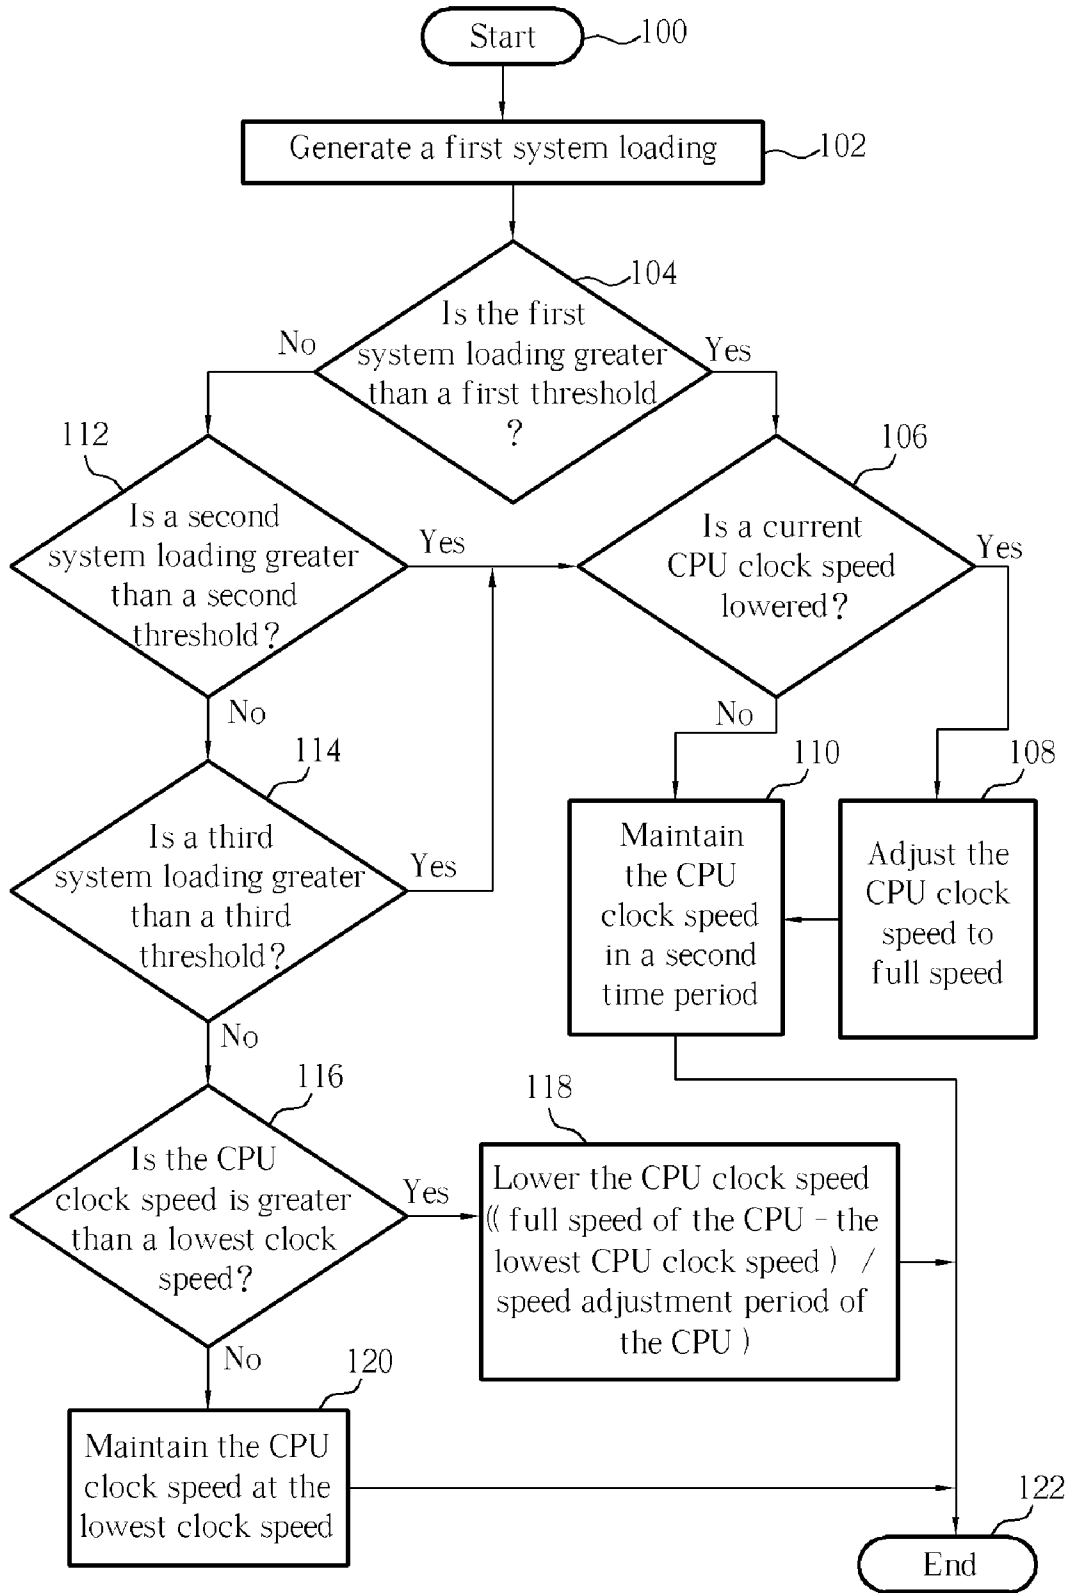 Start
100
Generate a first system loading
102
104
Is the first
system loading greater
than a first threshold
?
No
Yes
112
Is a second
system loading greater
than a second
threshold?
Yes
No
106
Is a current
CPU clock speed
lowered?
Yes
No
114
Is a third
system loading greater
than a third
threshold?
Yes
No
110
Maintain
the CPU
clock speed
in a second
time period
108
Adjust the
CPU clock
speed to
full speed
116
Is the CPU
clock speed is greater
than a lowest clock
speed?
Yes
No
118
Lower the CPU clock speed
(( full speed of the CPU - the
lowest CPU clock speed ) /
speed adjustment period of
the CPU )
120
Maintain the CPU
clock speed at the
lowest clock speed
122
End